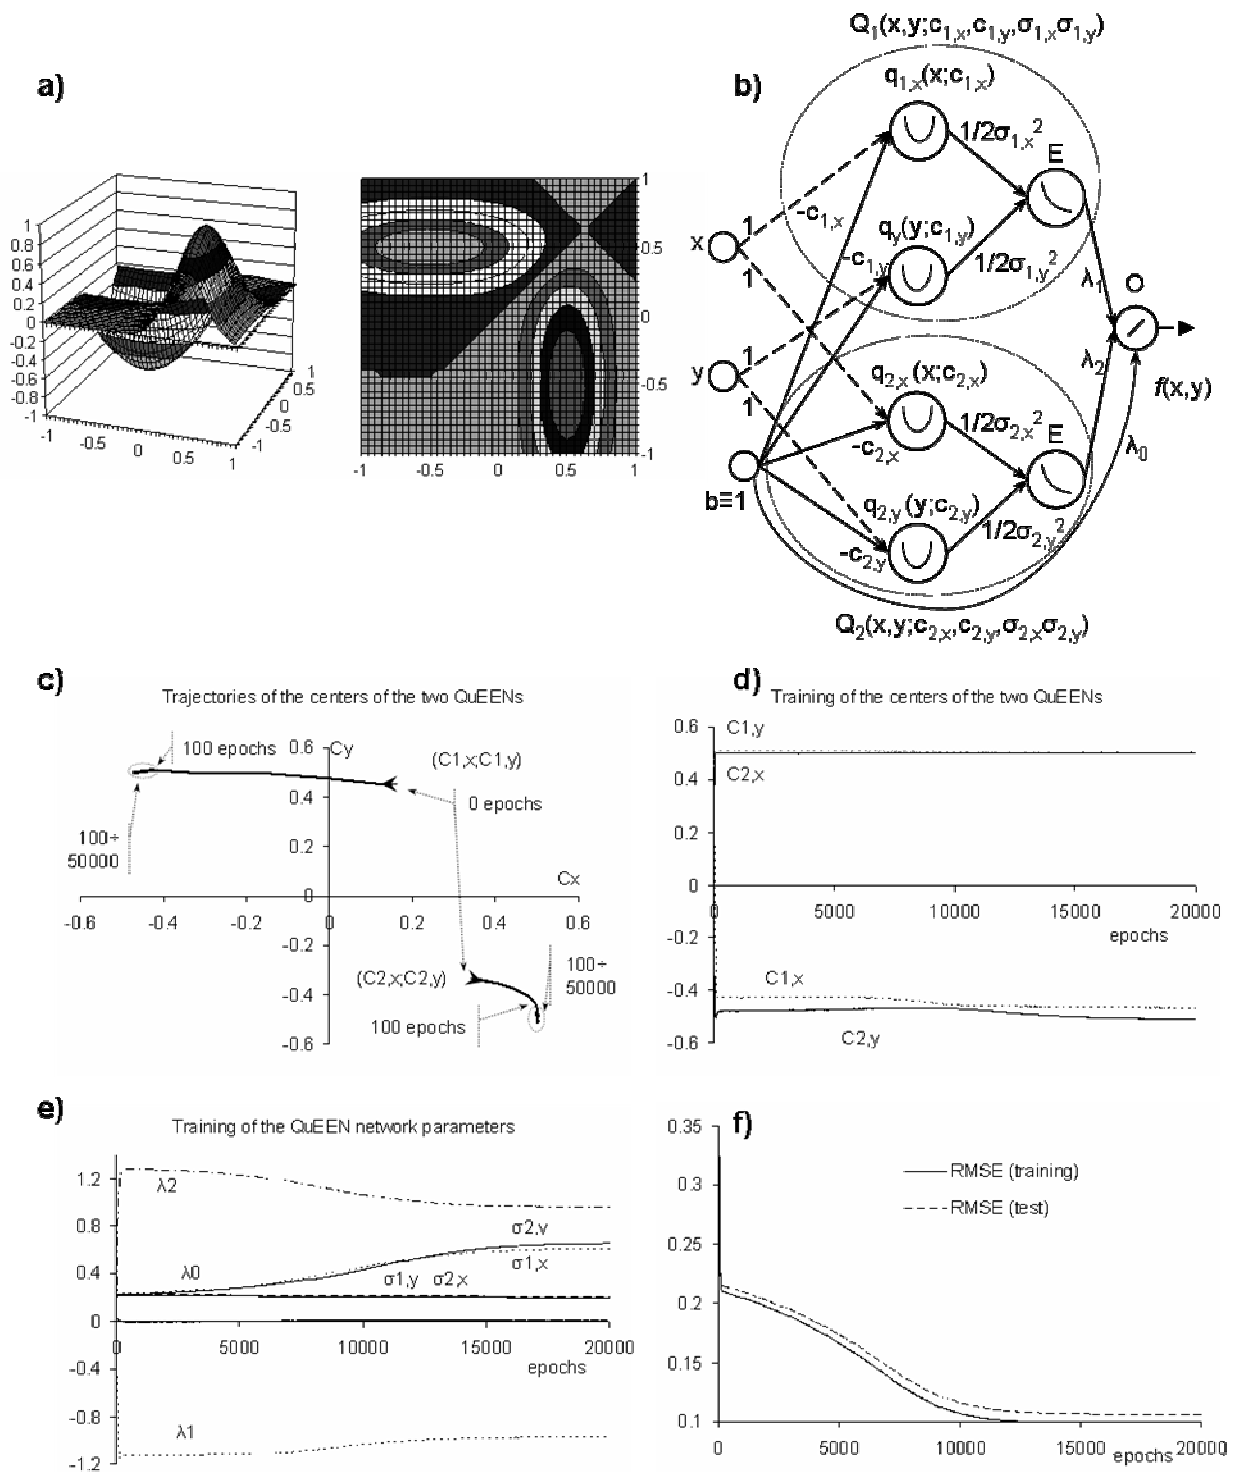 a)
1
0.8
0.6
0.4
0.2
0
-0.2
-0.4
-0.6
-0.8
-1
-1
-0.5
0
0.5
1
-1
-0.5
0
0.5
1
1
0.5
0
-0.5
-1
-1
-0.5
0
0.5
1
b)
Q1(x,y;c1,x,c1,y,σ1,xσ1,y)
q1,x(x;c1,x)
1/2σ1,x²
E
-c1,x
qy(y;c1,y)
x
1
-c1,y
1/2σ1,y²
1
λ1
O
1
y
1
λ2
q2,x(x;c2,x)
f(x,y)
1/2σ2,x²
E
-c2,x
λ0
b≡1
q2,y(y;c2,y)
1/2σ2,y²
-c2,y
Q2(x,y;c2,x,c2,y,σ2,xσ2,y)
c)
Trajectories of the centers of the two QuEENs
100 epochs
0.6
Cy
(C1,x;C1,y)
0.4
0 epochs
100÷
50000
0.2
0
Cx
-0.6
-0.4
-0.2
0
0.2
0.4
0.6
-0.2
(C2,x;C2,y)
100÷
50000
-0.4
100 epochs
-0.6
d)
Training of the centers of the two QuEENs
0.6
C1,y
0.4
C2,x
0.2
0
0
5000
10000
15000
20000
epochs
-0.2
C1,x
-0.4
C2,y
-0.6
e)
Training of the QuEEN network parameters
1.2
λ2
0.8
σ2,y
0.4
λ0
σ1,y
σ2,x
σ1,x
0
0
5000
10000
15000
20000
epochs
-0.4
-0.8
λ1
-1.2
f)
0.35
RMSE (training)
0.3
RMSE (test)
0.25
0.2
0.15
0.1
0
5000
10000
15000
epochs
20000